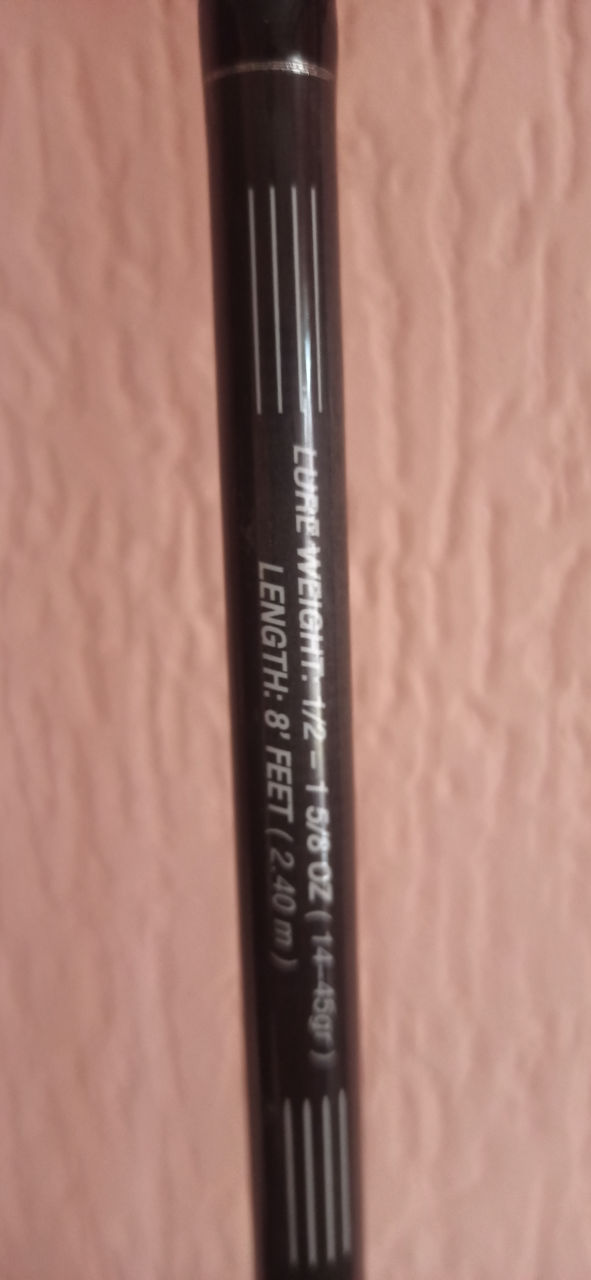 LURE WEIGHT: 1/2 – 1 5/8 OZ ( 14-45gr )
LENGTH: 8' FEET ( 2.40 m )